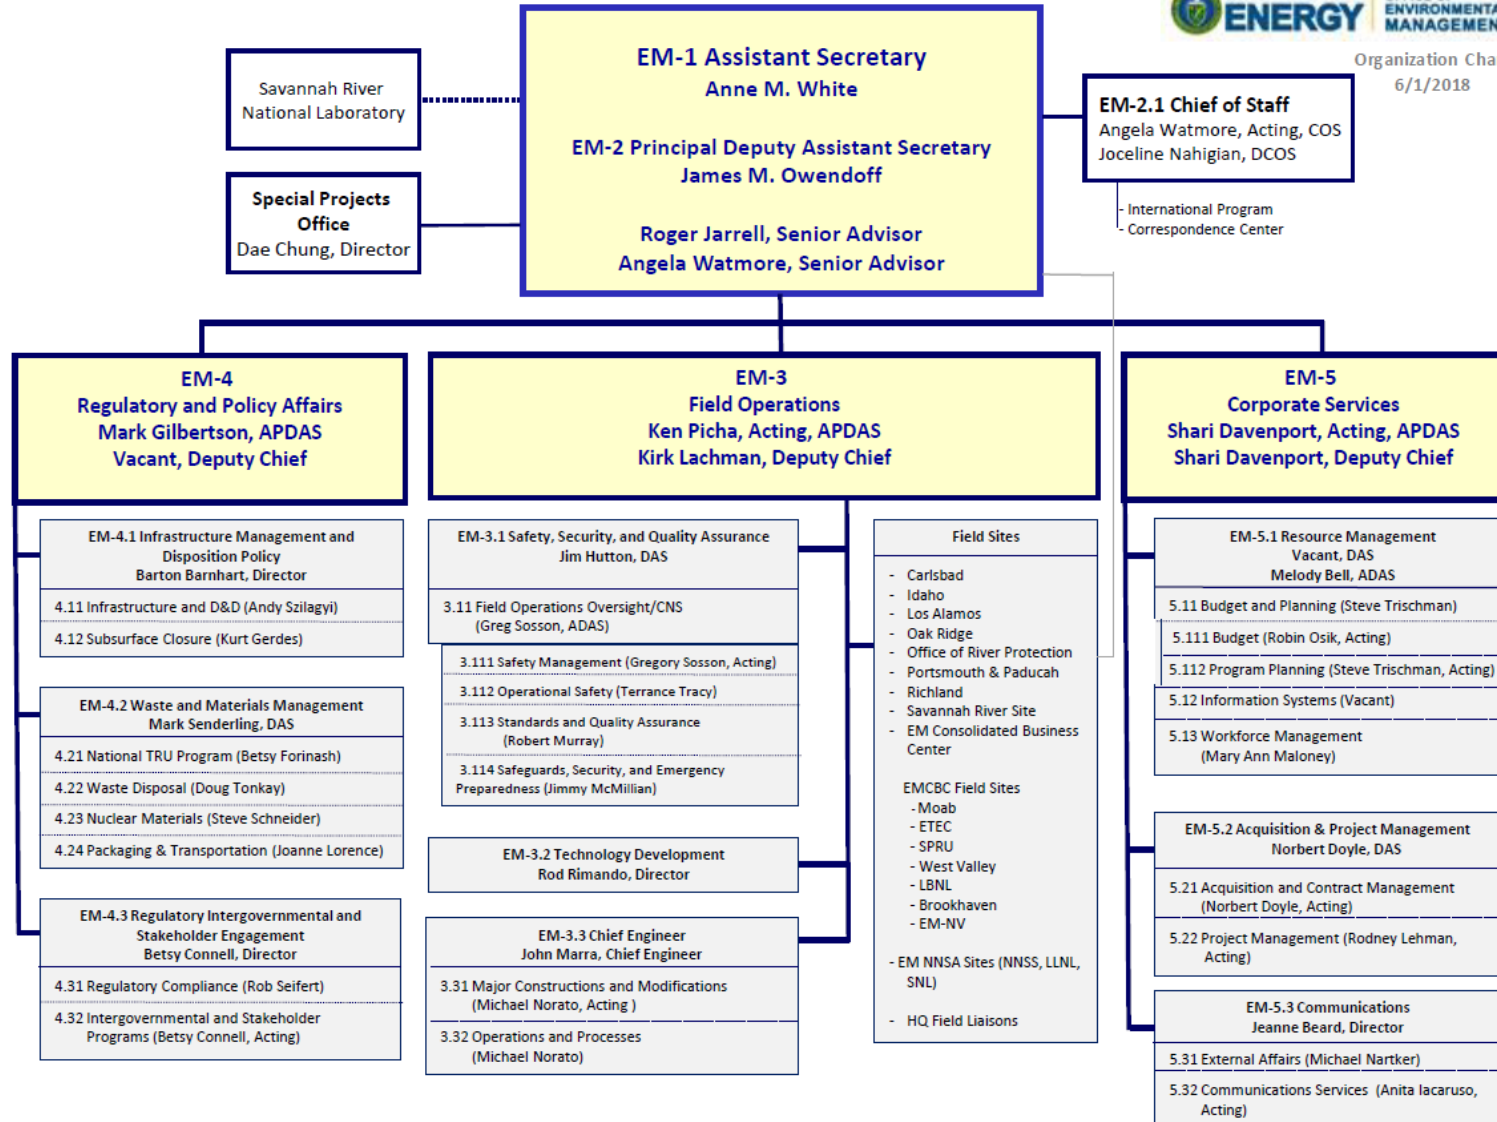 ENERGY
ENVIRONMENTA
MANAGEMEN
Organization Cha
6/1/2018
EM-1 Assistant Secretary
Anne M. White
EM-2 Principal Deputy Assistant Secretary
James M. Owendoff
Roger Jarrell, Senior Advisor
Angela Watmore, Senior Advisor
Savannah River
National Laboratory
Special Projects
Office
Dae Chung, Director
EM-2.1 Chief of Staff
Angela Watmore, Acting, COS
Joceline Nahigian, DCOS
- International Program
- Correspondence Center
EM-4
Regulatory and Policy Affairs
Mark Gilbertson, APDAS
Vacant, Deputy Chief
EM-4.1 Infrastructure Management and
Disposition Policy
Barton Barnhart, Director
4.11 Infrastructure and D&D (Andy Szilagyi)
4.12 Subsurface Closure (Kurt Gerdes)
EM-4.2 Waste and Materials Management
Mark Senderling, DAS
4.21 National TRU Program (Betsy Forinash)
4.22 Waste Disposal (Doug Tonkay)
4.23 Nuclear Materials (Steve Schneider)
4.24 Packaging & Transportation (Joanne Lorence)
EM-4.3 Regulatory Intergovernmental and
Stakeholder Engagement
Betsy Connell, Director
4.31 Regulatory Compliance (Rob Seifert)
4.32 Intergovernmental and Stakeholder
Programs (Betsy Connell, Acting)
EM-3
Field Operations
Ken Picha, Acting, APDAS
Kirk Lachman, Deputy Chief
EM-3.1 Safety, Security, and Quality Assurance
Jim Hutton, DAS
3.11 Field Operations Oversight/CNS
(Greg Sosson, ADAS)
3.111 Safety Management (Gregory Sosson, Acting)
3.112 Operational Safety (Terrance Tracy)
3.113 Standards and Quality Assurance
(Robert Murray)
3.114 Safeguards, Security, and Emergency
Preparedness (Jimmy McMillian)
EM-3.2 Technology Development
Rod Rimando, Director
EM-3.3 Chief Engineer
John Marra, Chief Engineer
3.31 Major Constructions and Modifications
(Michael Norato, Acting )
3.32 Operations and Processes
(Michael Norato)
Field Sites
- Carlsbad
- Idaho
- Los Alamos
- Oak Ridge
- Office of River Protection
- Portsmouth & Paducah
- Richland
- Savannah River Site
- EM Consolidated Business
Center
EMCBC Field Sites
- Moab
- ETEC
- SPRU
- West Valley
- LBNL
- Brookhaven
- EM-NV
- EM NNSA Sites (NNSS, LLNL,
SNL)
- HQ Field Liaisons
EM-5
Corporate Services
Shari Davenport, Acting, APDAS
Shari Davenport, Deputy Chief
EM-5.1 Resource Management
Vacant, DAS
Melody Bell, ADAS
5.11 Budget and Planning (Steve Trischman)
5.111 Budget (Robin Osik, Acting)
5.112 Program Planning (Steve Trischman, Acting)
5.12 Information Systems (Vacant)
5.13 Workforce Management
(Mary Ann Maloney)
EM-5.2 Acquisition & Project Management
Norbert Doyle, DAS
5.21 Acquisition and Contract Management
(Norbert Doyle, Acting)
5.22 Project Management (Rodney Lehman,
Acting)
EM-5.3 Communications
Jeanne Beard, Director
5.31 External Affairs (Michael Nartker)
5.32 Communications Services (Anita Iacaruso,
Acting)